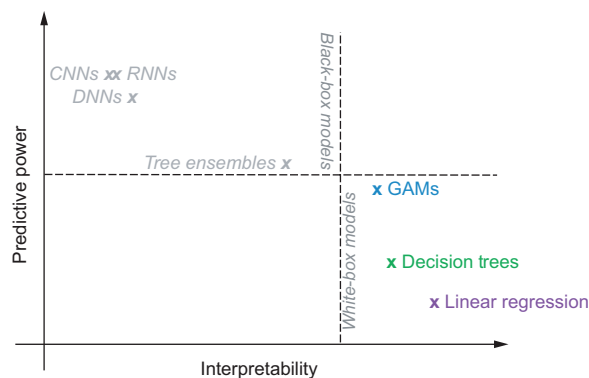 Black-box models
CNNs xx RNNs
DNNs x
Tree ensembles x
Predictive power
x GAMs
White-box models
x Decision trees
x Linear regression
Interpretability